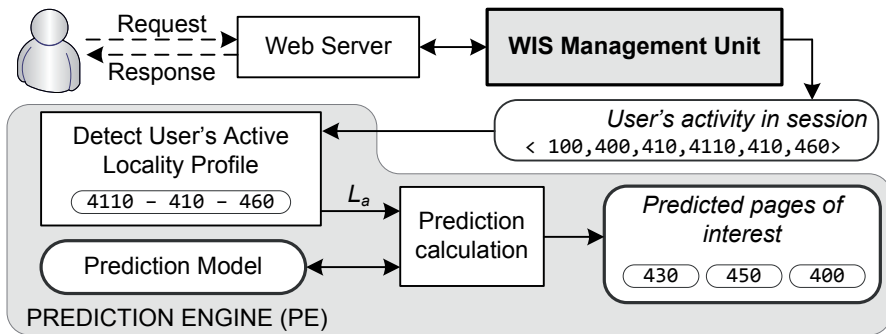 Request
Response
Web Server
WIS Management Unit
User's activity in session
< 100,400,410,4110,410,460>
Detect User's Active
Locality Profile
4110 – 410 – 460
La
Prediction
calculation
Predicted pages of
interest
430 450 400
Prediction Model
PREDICTION ENGINE (PE)